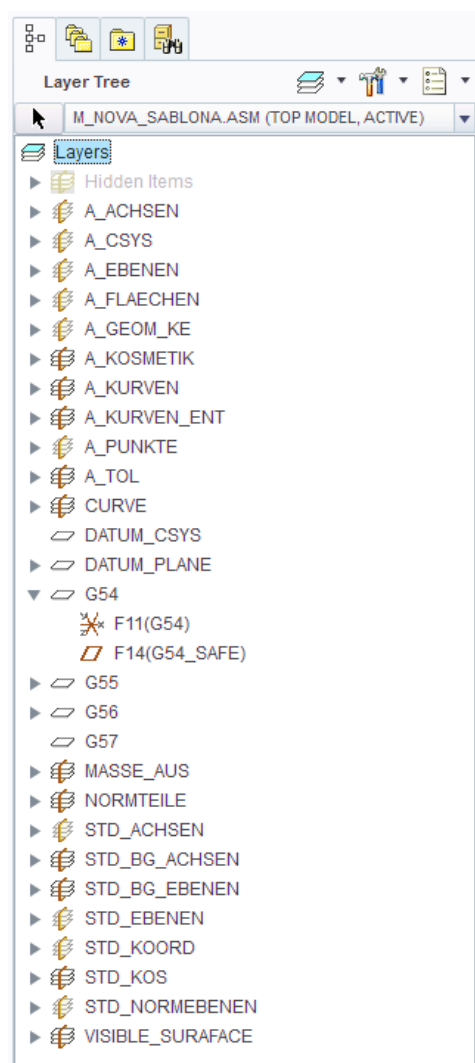 Layer Tree
M_NOVA_SABLONA.ASM (TOP MODEL, ACTIVE)
Layers
Hidden Items
A_ACHSEN
A_CSYS
A_EBENEN
A_FLAECHEN
A_GEOM_KE
A_KOSMETIK
A_KURVEN
A_KURVEN_ENT
A_PUNKTE
A_TOL
CURVE
DATUM_CSYS
DATUM_PLANE
G54
F11(G54)
F14(G54_SAFE)
G55
G56
G57
MASSE_AUS
NORMTEILE
STD_ACHSEN
STD_BG_ACHSEN
STD_BG_EBENEN
STD_EBENEN
STD_KOORD
STD_KOS
STD_NORMEBENEN
VISIBLE_SURAFACE